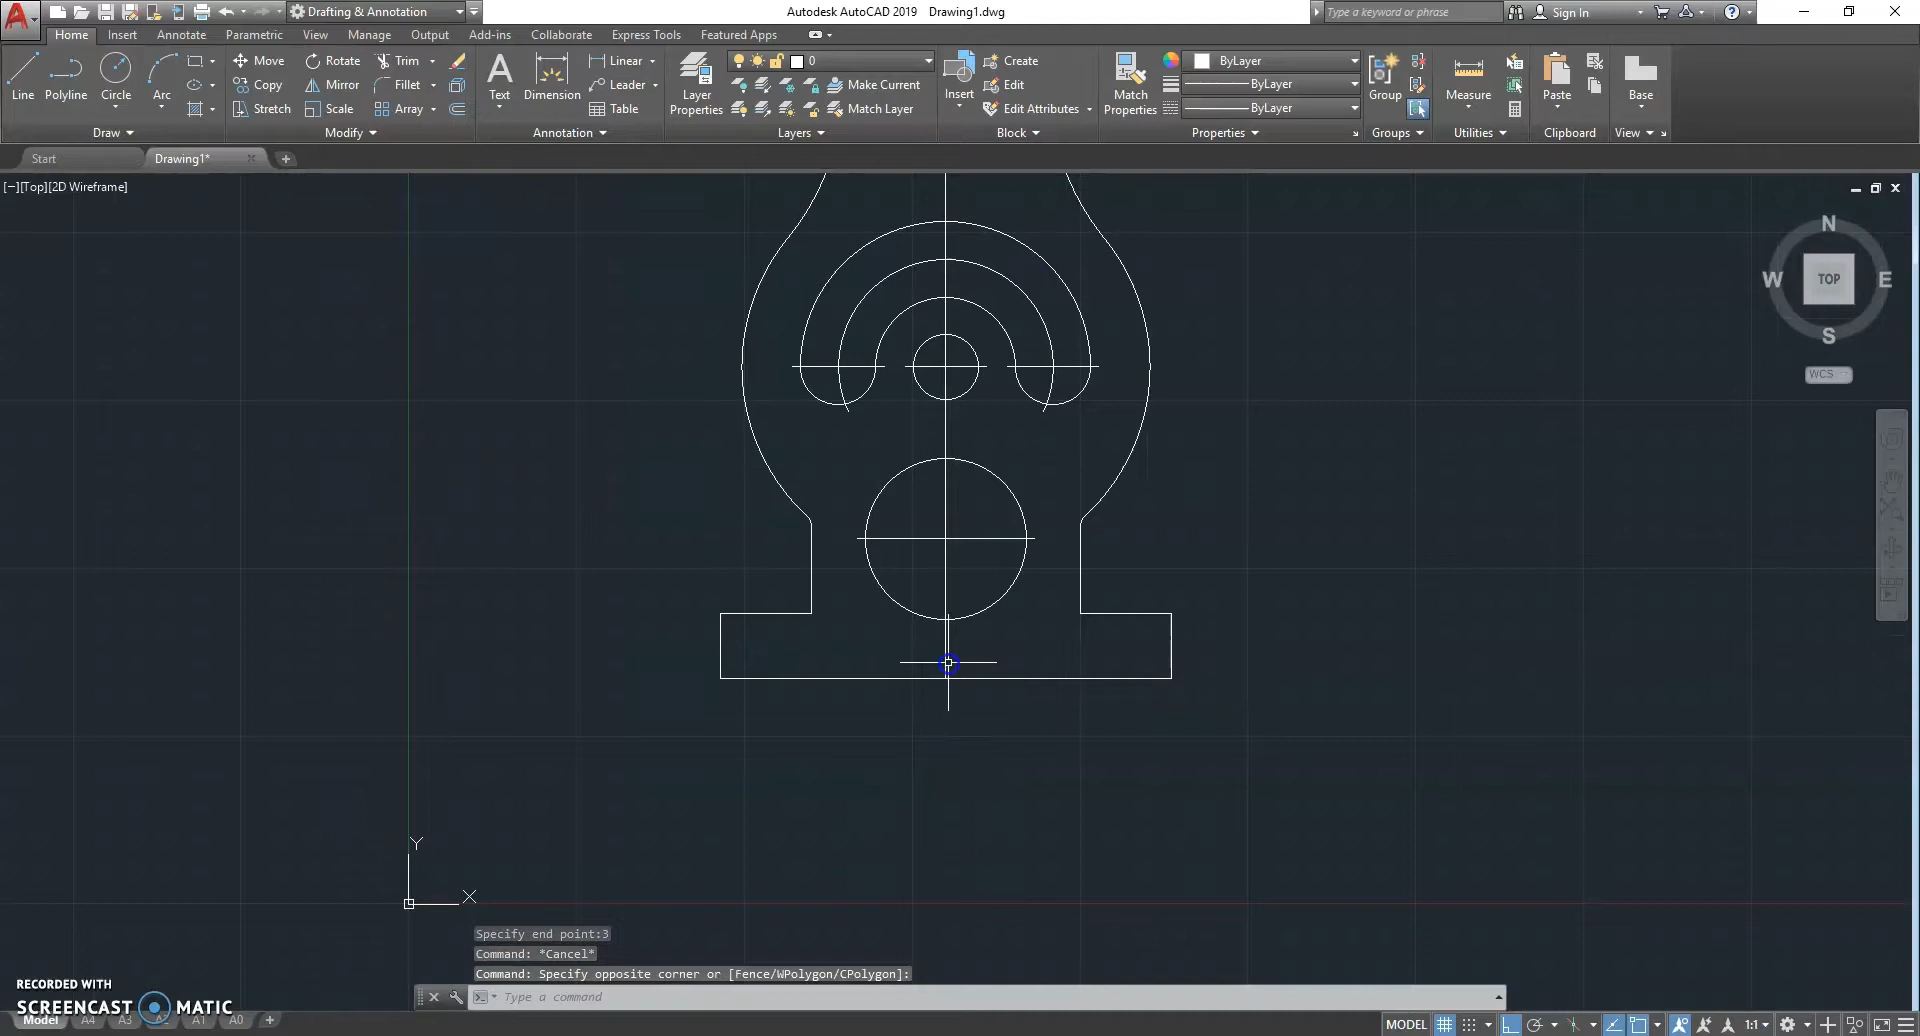 Drafting & Annotation
Autodesk AutoCAD 2019 Drawing1.dwg
Type a keyword or phrase
Sign In
Home Insert Annotate Parametric View Manage Output Add-ins Collaborate Express Tools Featured Apps
Line Polyline Circle Arc
Move Rotate Trim
Copy Mirror Fillet
Stretch Scale Array
Text Dimension
Linear
Leader
Table
Layer Properties
0
Make Current
Match Layer
Insert
Create
Edit
Edit Attributes
Match Properties
ByLayer
ByLayer
ByLayer
Group
Measure
Paste
Base
Draw Modify Annotation Layers Block Properties Groups Utilities Clipboard View
Start Drawing1*
[−][Top][2D Wireframe]
N
W TOP E
S
WCS
Y
X
Specify end point:3
Command: *Cancel*
Command: Specify opposite corner or [Fence/WPolygon/CPolygon]:
Type a command
RECORDED WITH
SCREENCAST MATIC
Model A4 A3 A2 A1 A0
MODEL 1:1